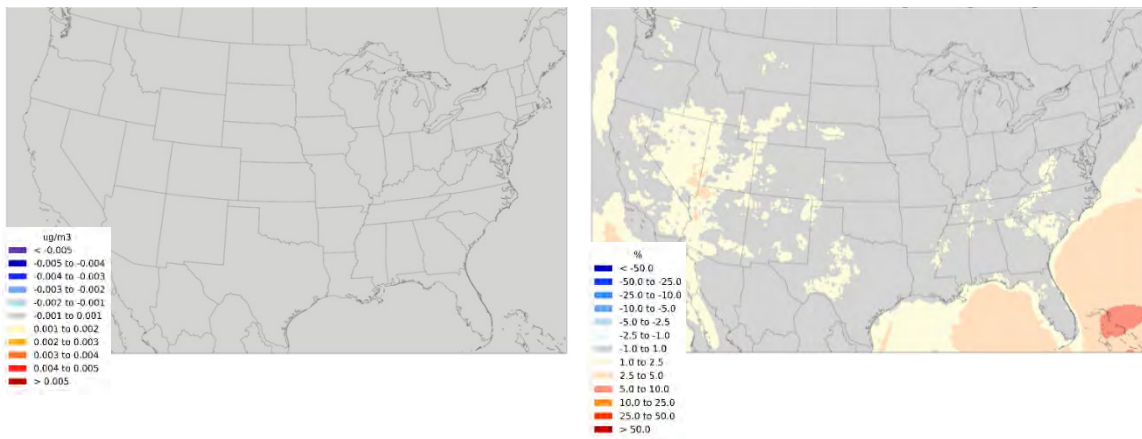 ug/m3
< -0.005
-0.005 to -0.004
-0.004 to -0.003
-0.003 to -0.002
-0.002 to -0.001
-0.001 to 0.001
0.001 to 0.002
0.002 to 0.003
0.003 to 0.004
0.004 to 0.005
> 0.005
%
< -50.0
-50.0 to -25.0
-25.0 to -10.0
-10.0 to -5.0
-5.0 to -2.5
-2.5 to -1.0
-1.0 to 1.0
1.0 to 2.5
2.5 to 5.0
5.0 to 10.0
10.0 to 25.0
25.0 to 50.0
> 50.0